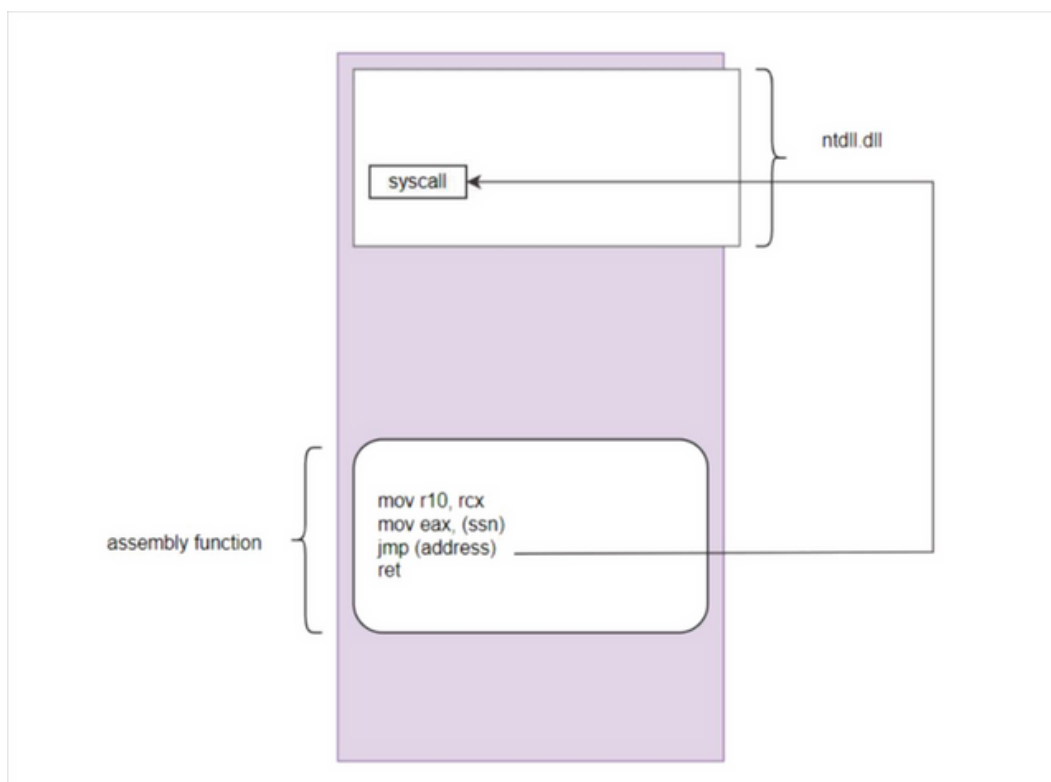 ntdll.dll
syscall
assembly function
mov r10, rcx
mov eax, (ssn)
jmp (address)
ret